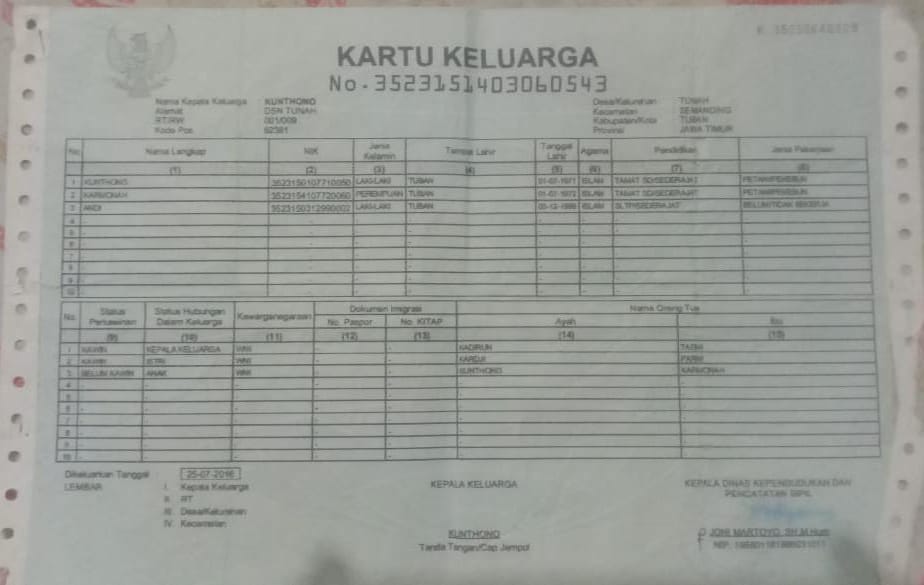 KARTU KELUARGA
No. 3523151403060543
Nama Kepala Keluarga KUNTHONO
Alamat DSN TUNAH
RT/RW 001/009
Kode Pos 62381
Desa/Kelurahan TUNAH
Kecamatan SEMANDING
Kabupaten/Kota TUBAN
Provinsi JAWA TIMUR
No Nama Lengkap NIK Jenis Kelamin Tempat Lahir Tanggal Lahir Agama Pendidikan Jenis Pekerjaan
(1) (2) (3) (4) (5) (6) (7) (8)
1 KUNTHONO 3523150107710050 LAKI-LAKI TUBAN 01-07-1971 ISLAM TAMAT SD/SEDERAJAT PETANI/PEKEBUN
2 KARMONAH 3523154107720060 PEREMPUAN TUBAN 01-07-1972 ISLAM TAMAT SD/SEDERAJAT PETANI/PEKEBUN
3 ANDI 3523150312990002 LAKI-LAKI TUBAN ISLAM SLTP/SEDERAJAT BELUM/TIDAK BEKERJA
4
5
6
7
8
9
10
No. Status Perkawinan Status Hubungan Dalam Keluarga Kewarganegaraan Dokumen Imigrasi Nama Orang Tua
No. Paspor No. KITAP Ayah Ibu
(9) (10) (11) (12) (13) (14) (15)
1 KAWIN KEPALA KELUARGA WNI - - KADIRUN
2 KAWIN ISTRI WNI - -
3 BELUM KAWIN ANAK WNI - - KUNTHONO KARMONAH
4
5
6
7
8
9
10
Dikeluarkan Tanggal : 25-07-2016
LEMBAR : I. Kepala Keluarga
II. RT
III. Desa/Kelurahan
IV. Kecamatan
KEPALA KELUARGA
KUNTHONO
Tanda Tangan/Cap Jempol
KEPALA DINAS KEPENDUDUKAN DAN
PENCATATAN SIPIL
JONI MARTOYO, SH.M.Hum
NIP.